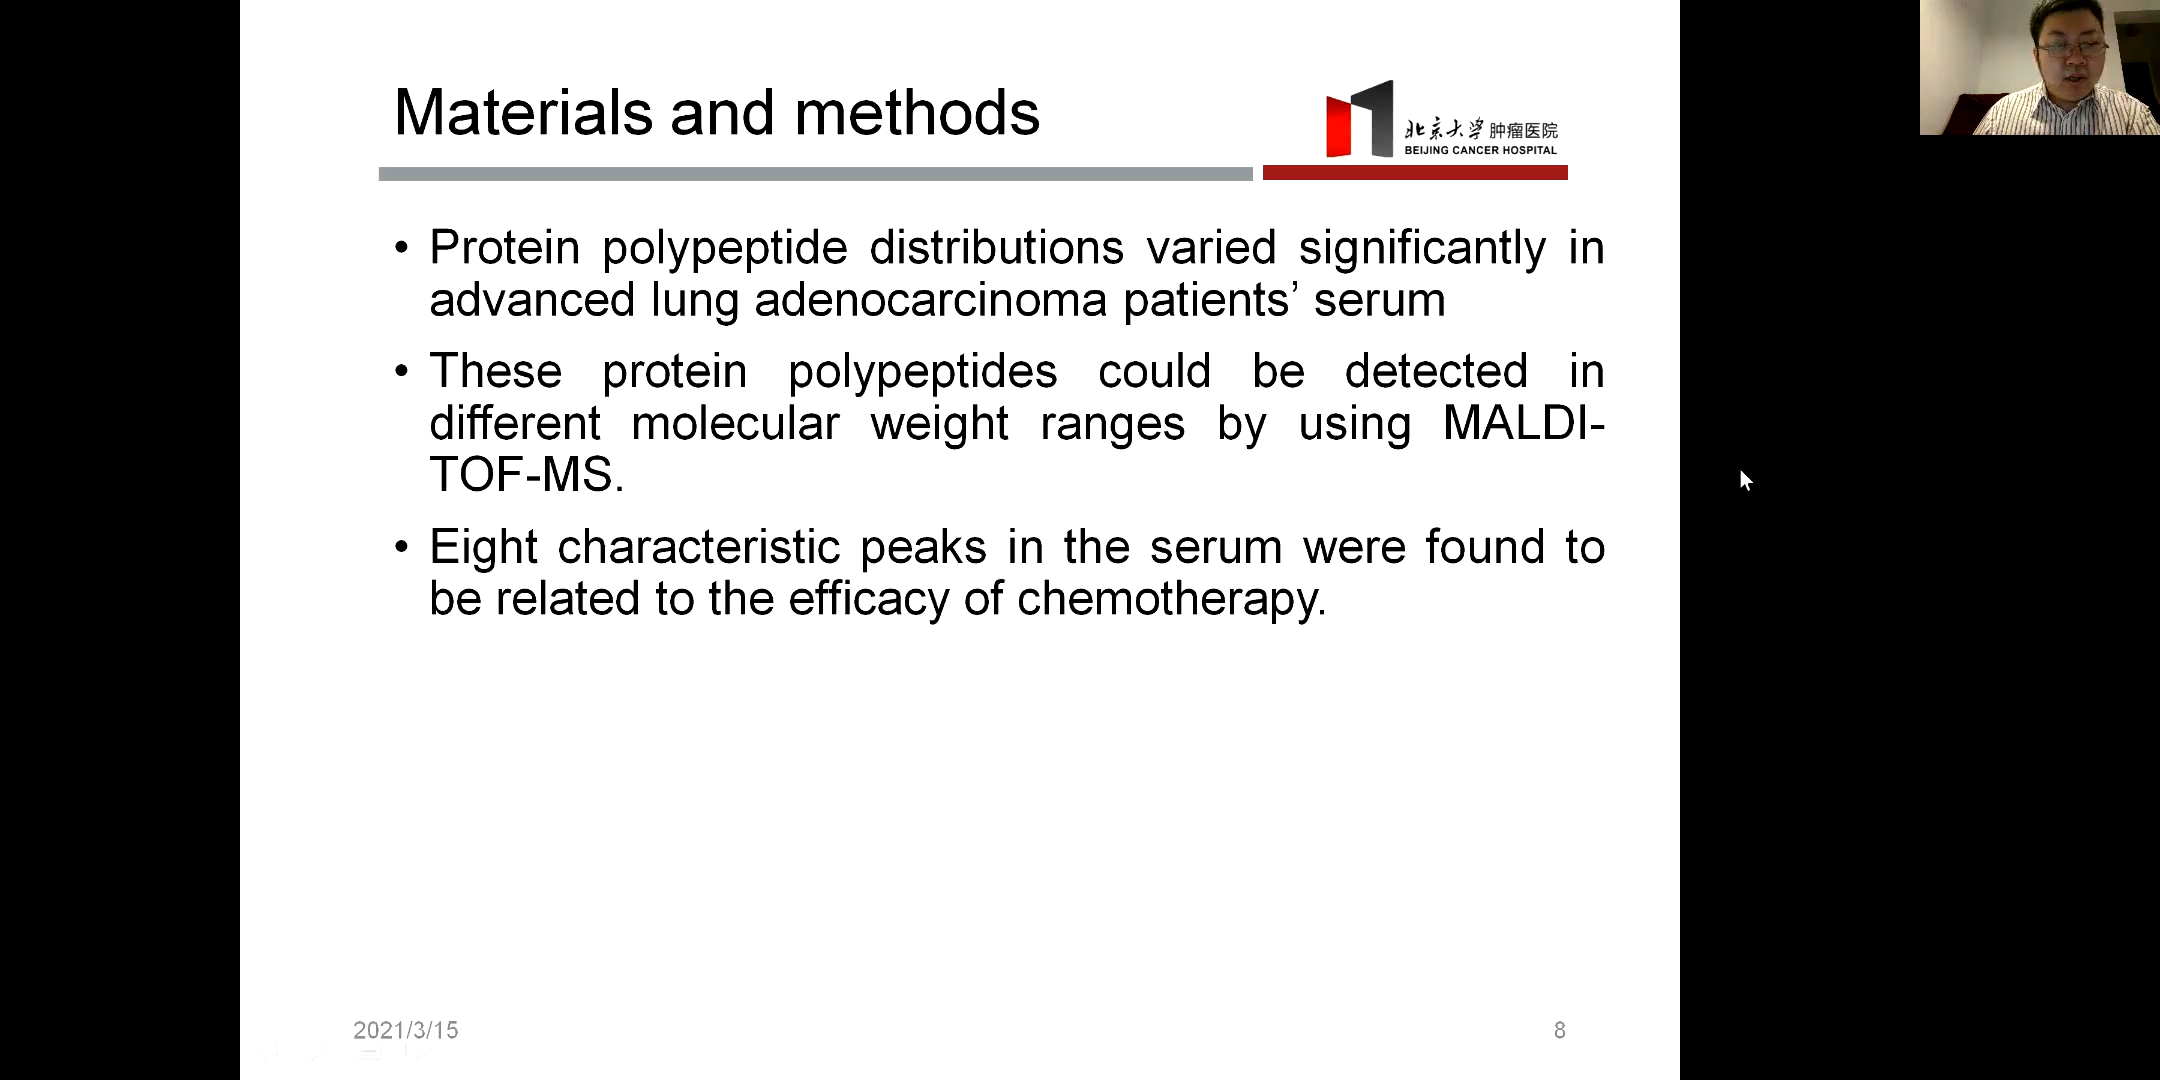 Materials and methods
北京大学肿瘤医院
BEIJING CANCER HOSPITAL
• Protein polypeptide distributions varied significantly in
advanced lung adenocarcinoma patients’ serum
• These protein polypeptides could be detected in
different molecular weight ranges by using MALDI-
TOF-MS.
• Eight characteristic peaks in the serum were found to
be related to the efficacy of chemotherapy.
2021/3/15
8